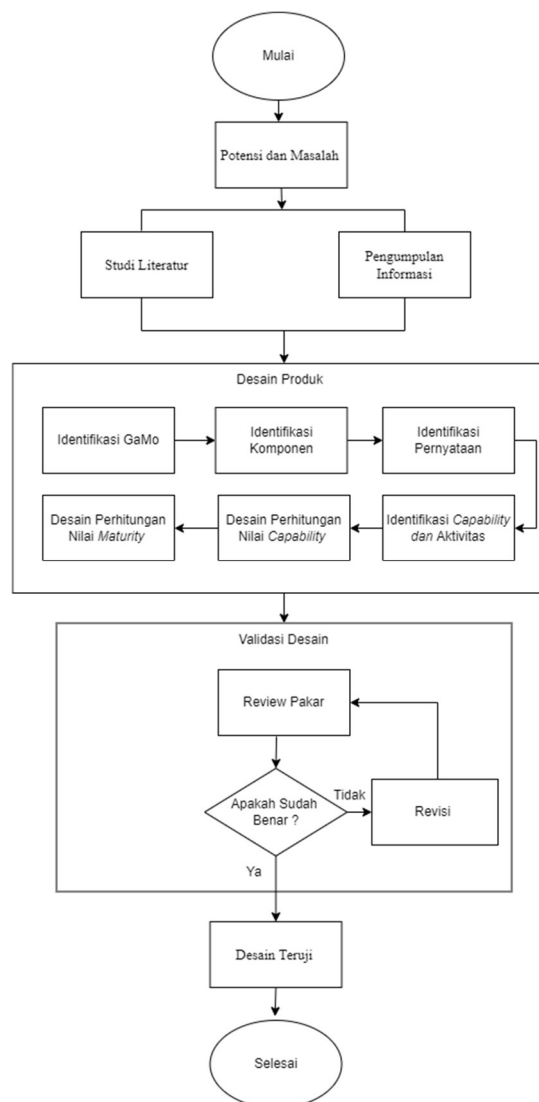 Mulai
Potensi dan Masalah
Studi Literatur
Pengumpulan
Informasi
Desain Produk
Identifikasi GaMo
Identifikasi
Komponen
Identifikasi
Pernyataan
Identifikasi Capability
dan Aktivitas
Desain Perhitungan
Nilai Capability
Desain Perhitungan
Nilai Maturity
Validasi Desain
Review Pakar
Apakah Sudah
Benar ?
Tidak
Revisi
Ya
Desain Teruji
Selesai